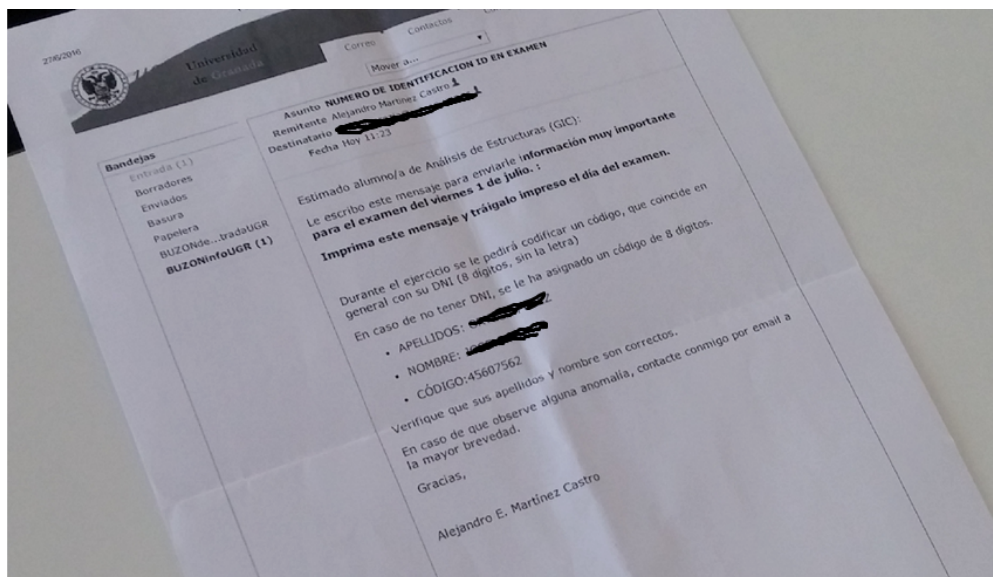 27/6/2016
Universidad
de Granada
Correo
Contactos
Mover a...
Asunto NUMERO DE IDENTIFICACION ID EN EXAMEN
Remitente Alejandro Martinez Castro
Destinatario
Fecha Hoy 11:23
Bandejas
Entrada (1)
Borradores
Enviados
Basura
Papelera
BUZONde...tradaUGR
BUZONinfoUGR (1)
Estimado alumno/a de Análisis de Estructuras (GIC):
Le escribo este mensaje para enviarle información muy importante
para el examen del viernes 1 de julio. :
Imprima este mensaje y tráigalo impreso el día del examen.
Durante el ejercicio se le pedirá codificar un código, que coincide en
general con su DNI (8 dígitos, sin la letra)
En caso de no tener DNI, se le ha asignado un código de 8 dígitos.
• APELLIDOS:
• NOMBRE:
• CÓDIGO:45607562
Verifique que sus apellidos y nombre son correctos.
En caso de que observe alguna anomalía, contacte conmigo por email a
la mayor brevedad.
Gracias,
Alejandro E. Martínez Castro